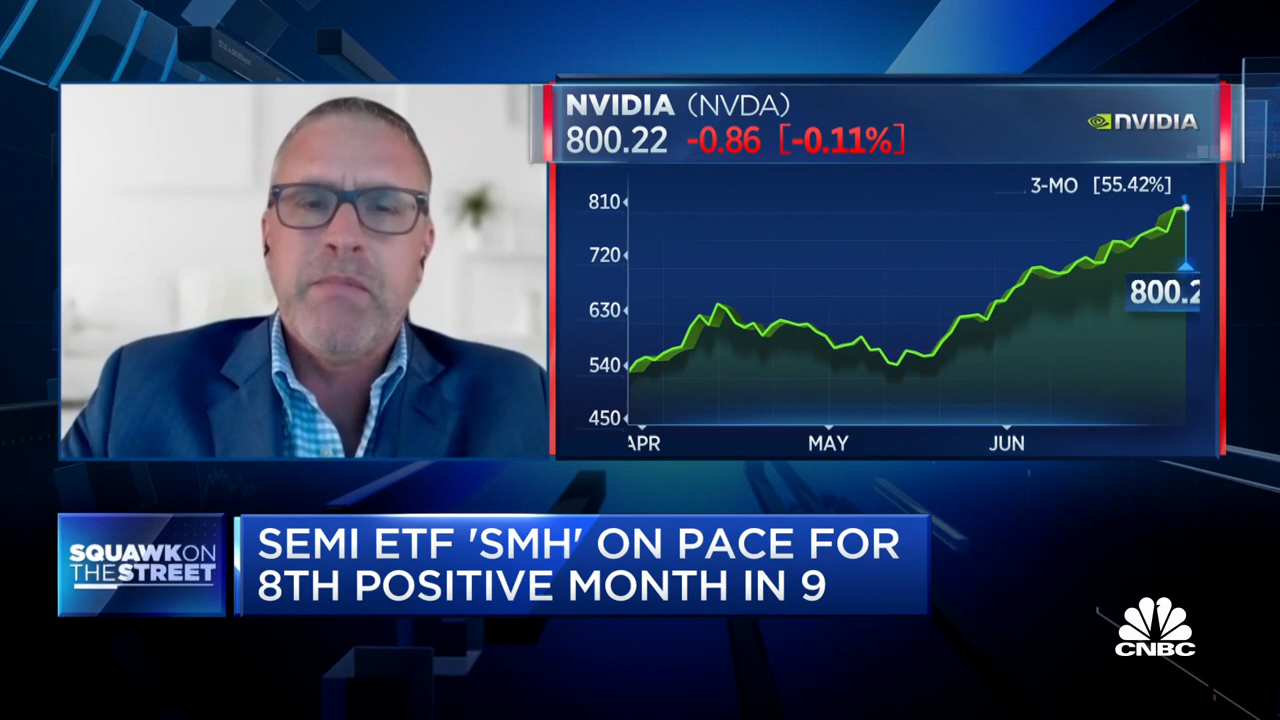 NVIDIA (NVDA)
800.22 -0.86 [-0.11%]
NVIDIA
3-MO [55.42%]
810
720
630
540
450
800.2
APR
MAY
JUN
SQUAWK ON
THE STREET
SEMI ETF 'SMH' ON PACE FOR
8TH POSITIVE MONTH IN 9
CNBC